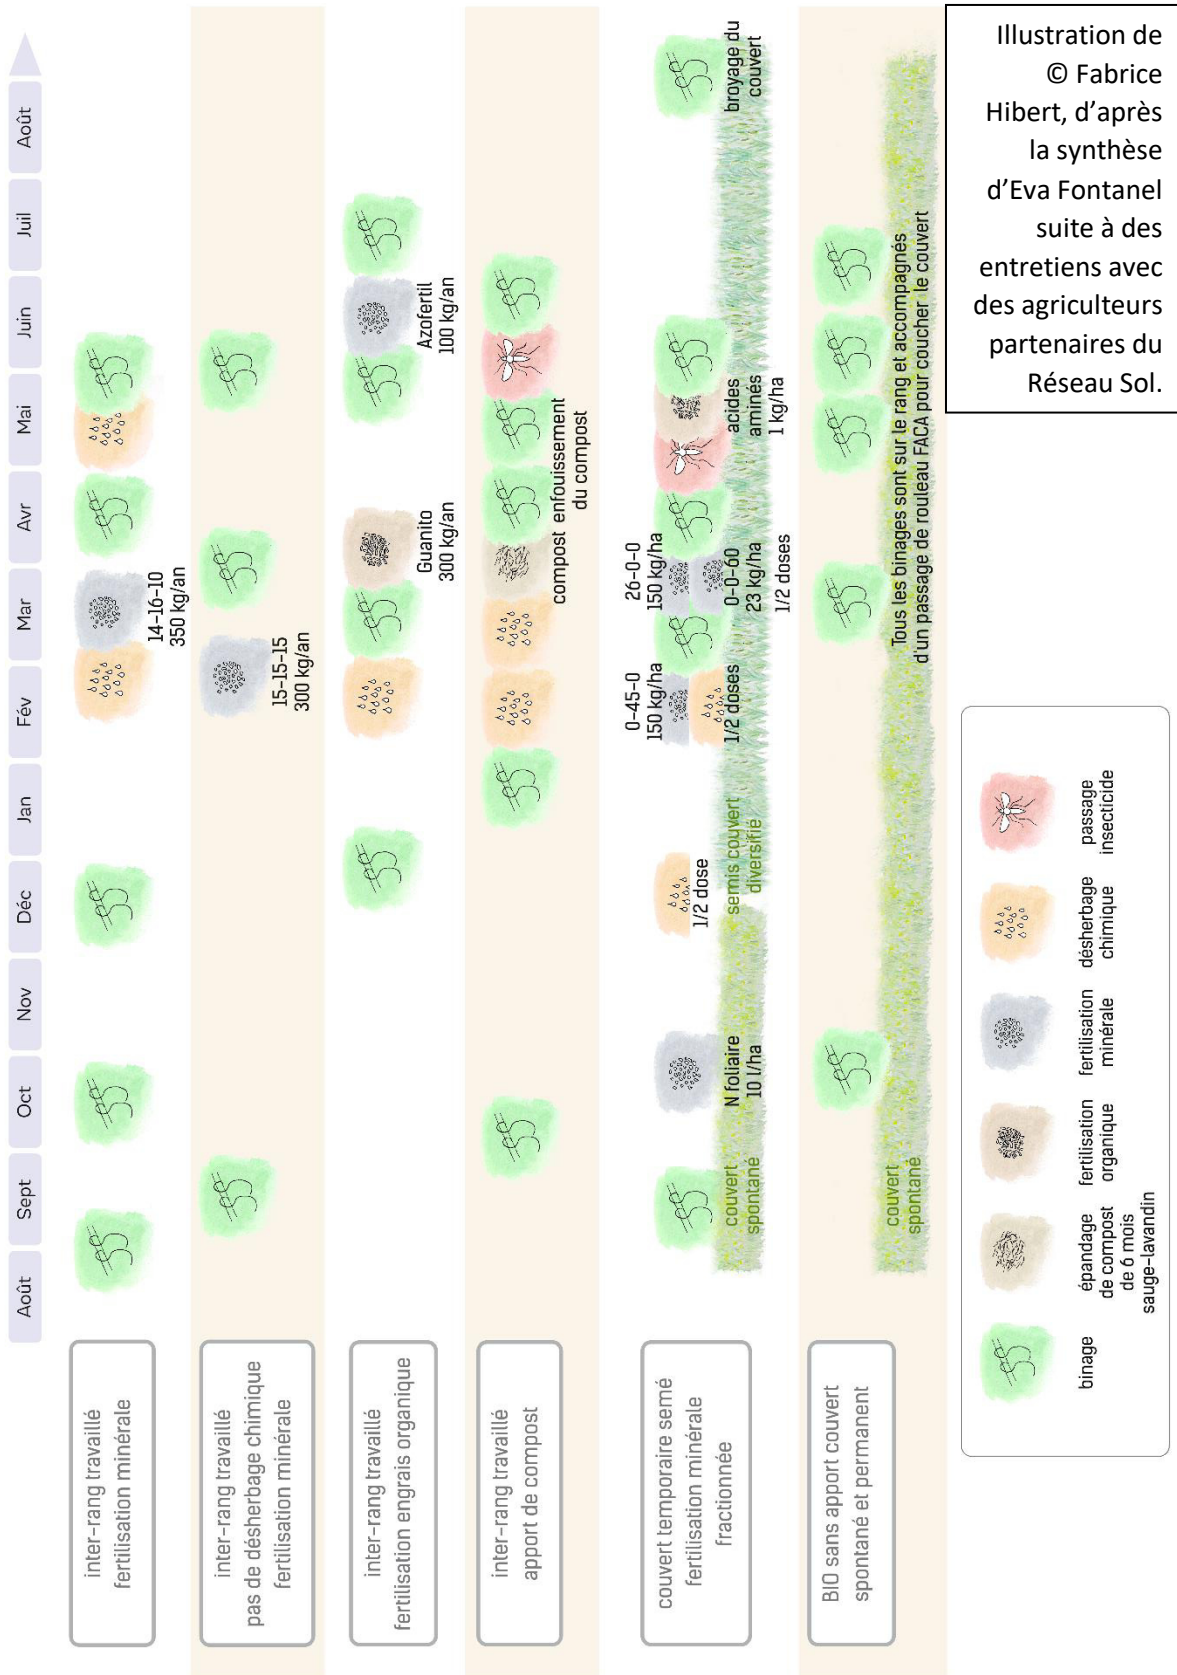 Illustration de
© Fabrice
Hibert, d'après
la synthèse
d'Eva Fontanel
suite à des
entretiens avec
des agriculteurs
partenaires du
Réseau Sol.
Août
Sept
Oct
Nov
Déc
Jan
Fév
Mar
Avr
Mai
Juin
Juil
Août
inter-rang travaillé
fertilisation minérale
14-16-10
350 kg/an
inter-rang travaillé
pas de désherbage chimique
fertilisation minérale
15-15-15
300 kg/an
inter-rang travaillé
fertilisation engrais organique
Guanito
300 kg/an
Azofertil
100 kg/an
inter-rang travaillé
apport de compost
compost
enfouissement
du compost
couvert temporaire semé
fertilisation minérale
fractionnée
couvert
spontané
N foliaire
10 l/ha
1/2 dose
semis couvert
diversifié
0-45-0
150 kg/ha
1/2 doses
26-0-0
150 kg/ha
0-0-60
23 kg/ha
1/2 doses
acides
aminés
1 kg/ha
broyage du
couvert
BIO sans apport couvert
spontané et permanent
couvert
spontané
Tous les binages sont sur le rang et accompagnés
d'un passage de rouleau FACA pour coucher le couvert
binage
épandage
de compost
de 6 mois
sauge-lavandin
fertilisation
organique
fertilisation
minérale
désherbage
chimique
passage
insecticide